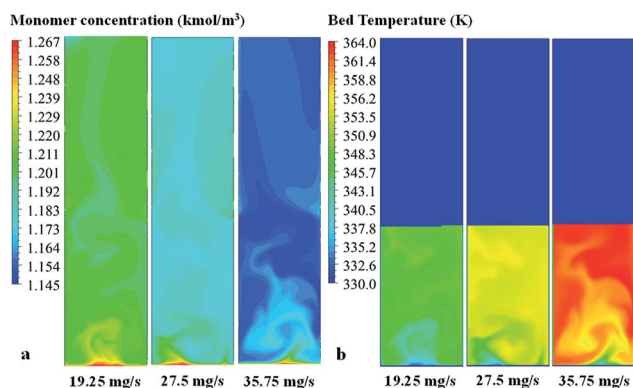 Monomer concentration (kmol/m³)
1.267
1.258
1.248
1.239
1.229
1.220
1.211
1.201
1.192
1.183
1.173
1.164
1.154
1.145
a
19.25 mg/s
27.5 mg/s
35.75 mg/s
Bed Temperature (K)
364.0
361.4
358.8
356.2
353.5
350.9
348.3
345.7
343.1
340.5
337.8
335.2
332.6
330.0
b
19.25 mg/s
27.5 mg/s
35.75 mg/s